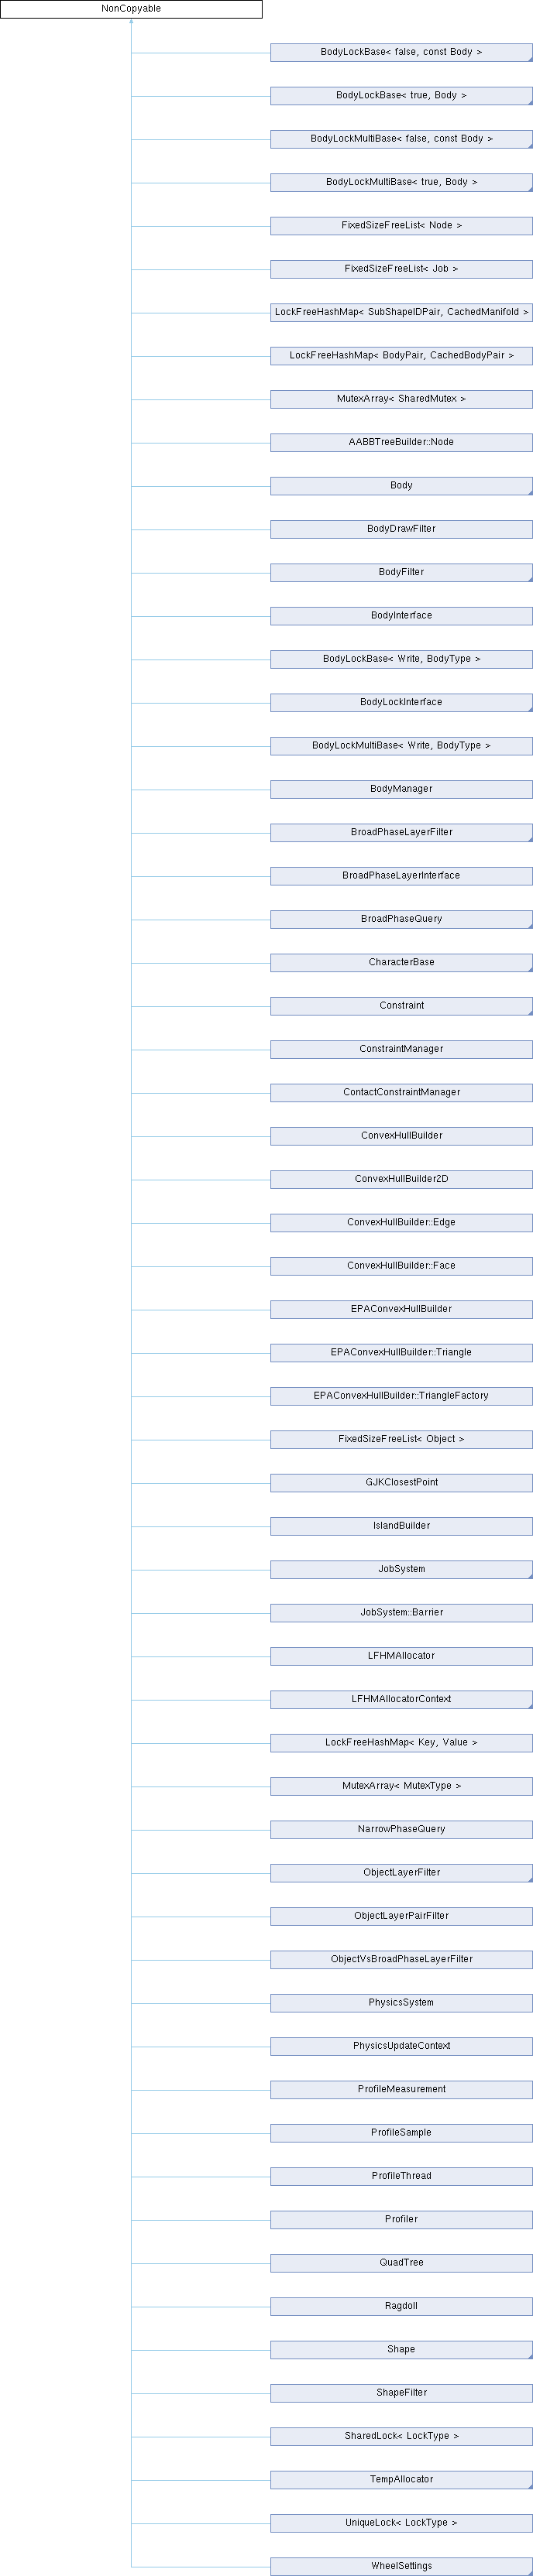 NonCopyable
BodyLockBase< false, const Body >
BodyLockBase< true, Body >
BodyLockMultiBase< false, const Body >
BodyLockMultiBase< true, Body >
FixedSizeFreeList< Node >
FixedSizeFreeList< Job >
LockFreeHashMap< SubShapeIDPair, CachedManifold >
LockFreeHashMap< BodyPair, CachedBodyPair >
MutexArray< SharedMutex >
AABBTreeBuilder::Node
Body
BodyDrawFilter
BodyFilter
BodyInterface
BodyLockBase< Write, BodyType >
BodyLockInterface
BodyLockMultiBase< Write, BodyType >
BodyManager
BroadPhaseLayerFilter
BroadPhaseLayerInterface
BroadPhaseQuery
CharacterBase
Constraint
ConstraintManager
ContactConstraintManager
ConvexHullBuilder
ConvexHullBuilder2D
ConvexHullBuilder::Edge
ConvexHullBuilder::Face
EPAConvexHullBuilder
EPAConvexHullBuilder::Triangle
EPAConvexHullBuilder::TriangleFactory
FixedSizeFreeList< Object >
GJKClosestPoint
IslandBuilder
JobSystem
JobSystem::Barrier
LFHMAllocator
LFHMAllocatorContext
LockFreeHashMap< Key, Value >
MutexArray< MutexType >
NarrowPhaseQuery
ObjectLayerFilter
ObjectLayerPairFilter
ObjectVsBroadPhaseLayerFilter
PhysicsSystem
PhysicsUpdateContext
ProfileMeasurement
ProfileSample
ProfileThread
Profiler
QuadTree
Ragdoll
Shape
ShapeFilter
SharedLock< LockType >
TempAllocator
UniqueLock< LockType >
WheelSettings